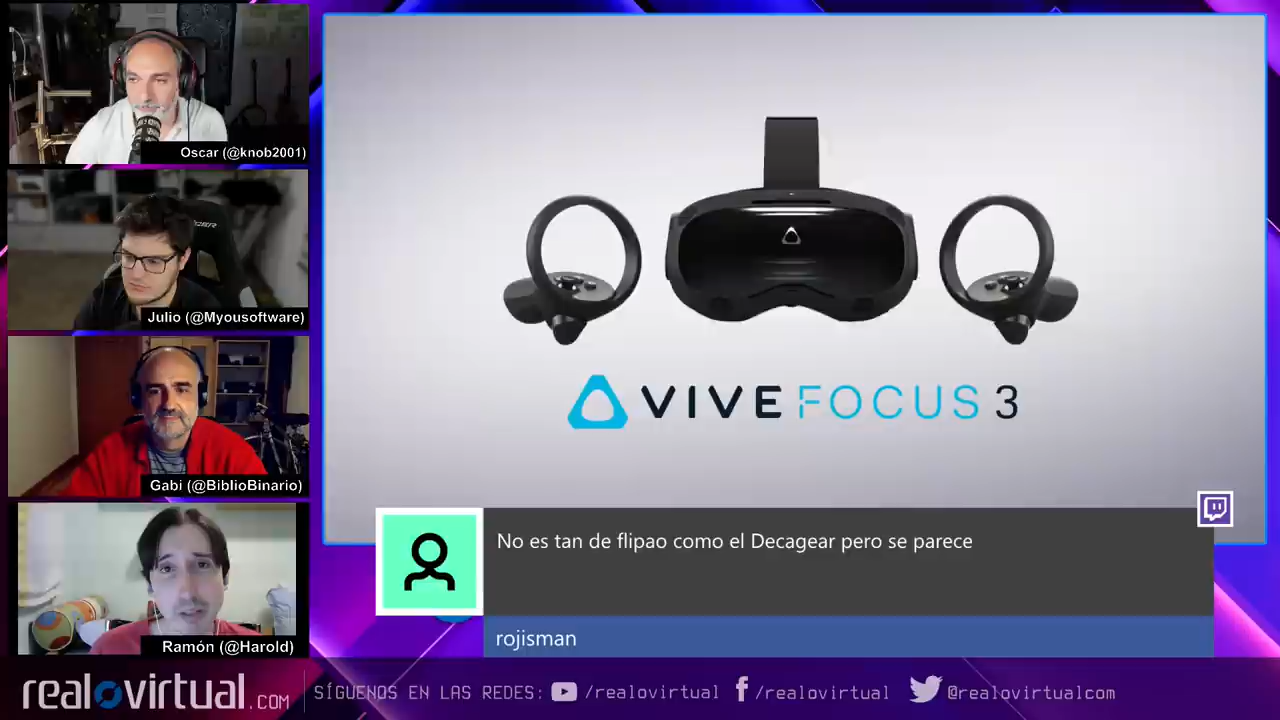 Oscar (@knob2001)
Julio (@Myousoftware)
Gabi (@BiblioBinario)
Ramón (@Harold)
VIVE FOCUS 3
No es tan de flipao como el Decagear pero se parece
rojisman
realovirtual.COM
SÍGUENOS EN LAS REDES: /realovirtual /realovirtual @realovirtualcom